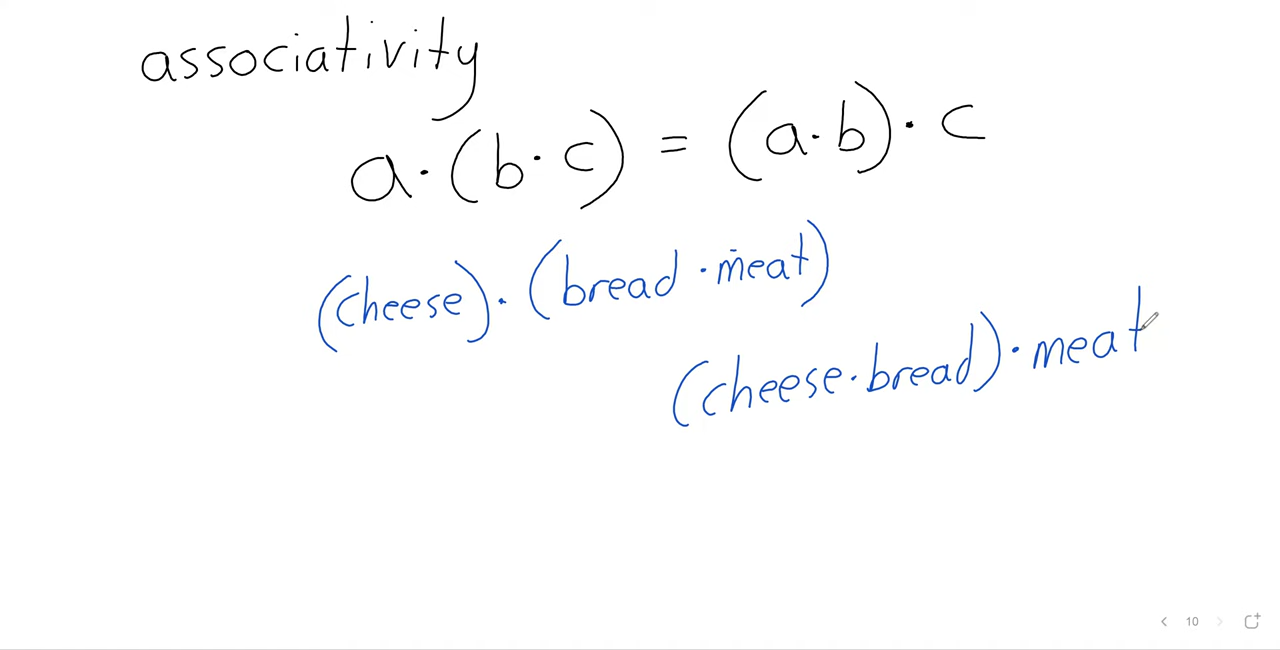 associativity
a·(b·c) = (a·b)·c
(cheese)·(bread·meat)
(cheese·bread)·meat
10